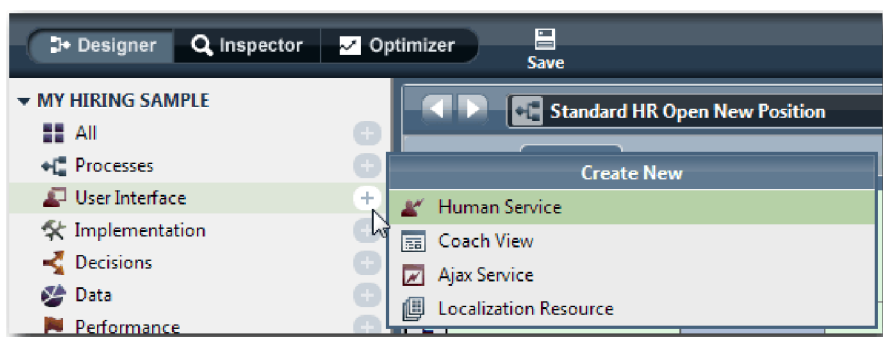 Designer Inspector Optimizer
Save
MY HIRING SAMPLE
Standard HR Open New Position
All
Processes
Create New
User Interface
Human Service
Implementation
Coach View
Decisions
Ajax Service
Data
Localization Resource
Performance